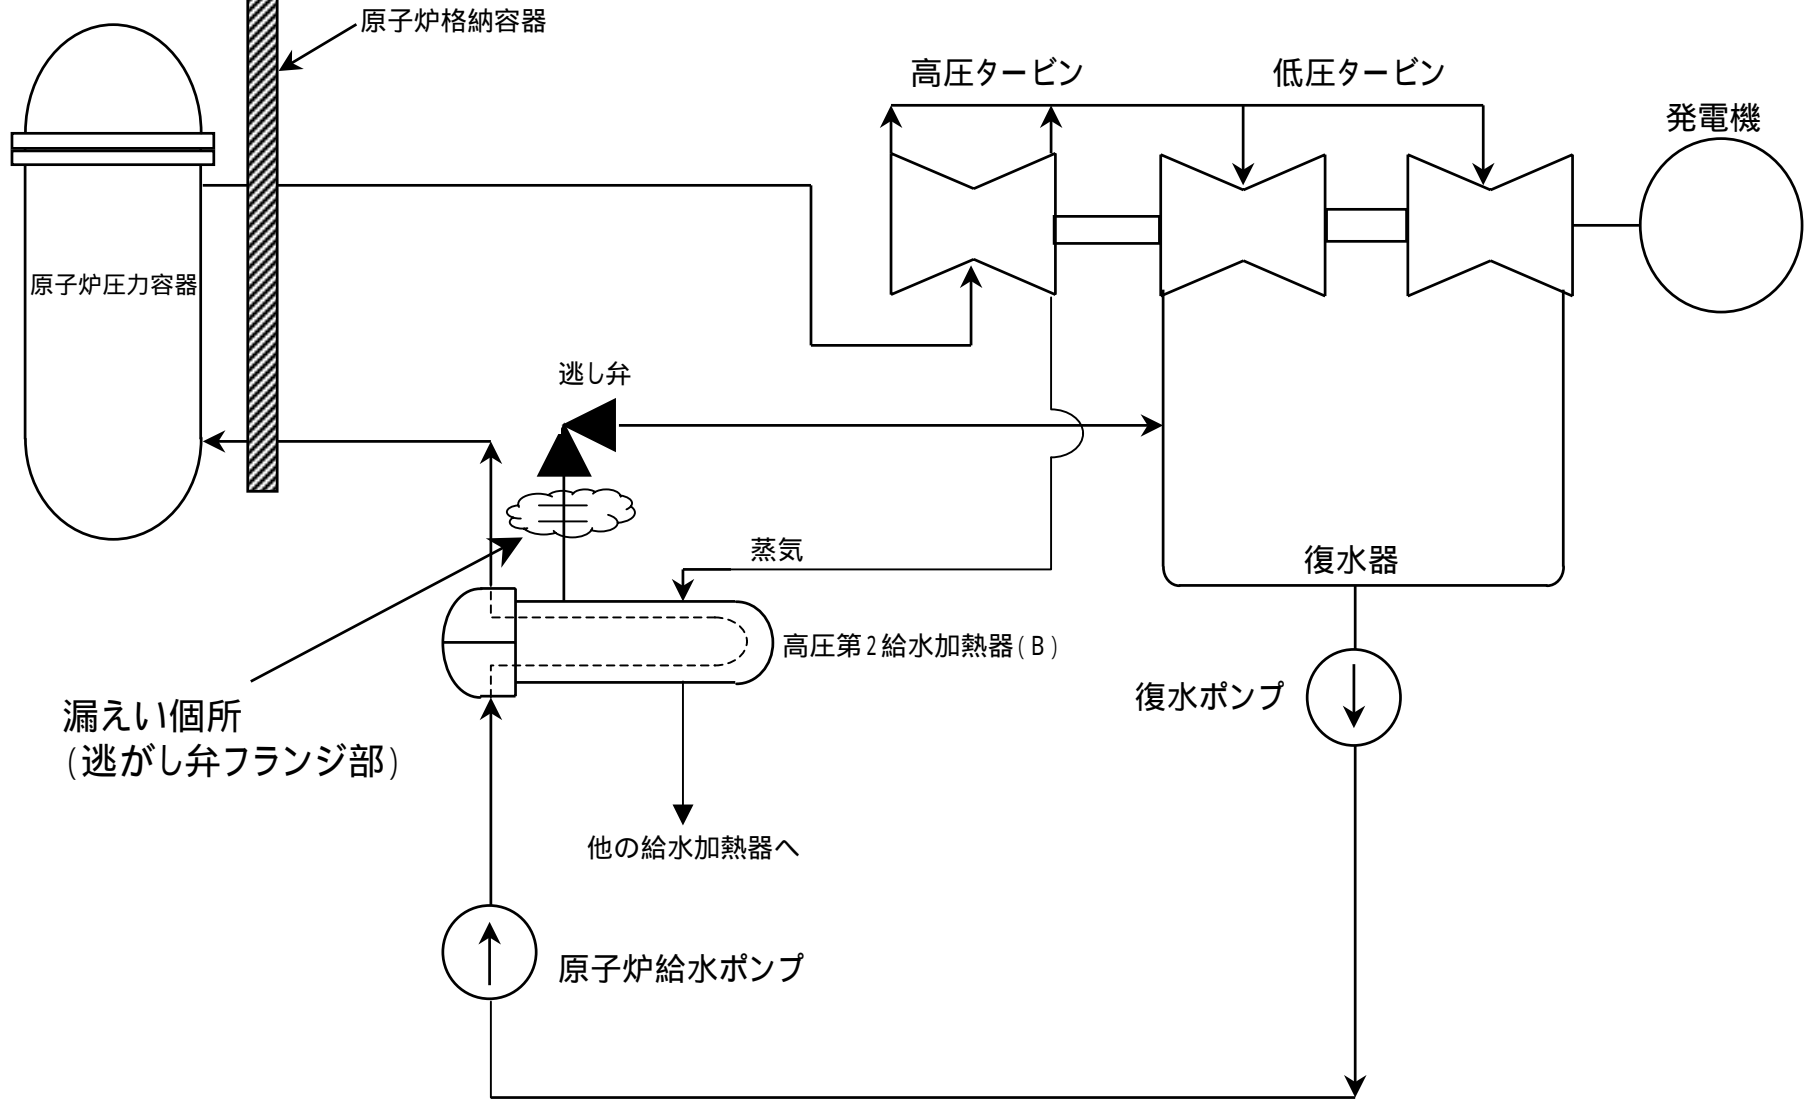 原子炉格納容器
高圧タービン
低圧タービン
発電機
原子炉圧力容器
逃し弁
蒸気
復水器
高圧第2給水加熱器(B)
漏えい個所
(逃がし弁フランジ部)
復水ポンプ
他の給水加熱器へ
原子炉給水ポンプ